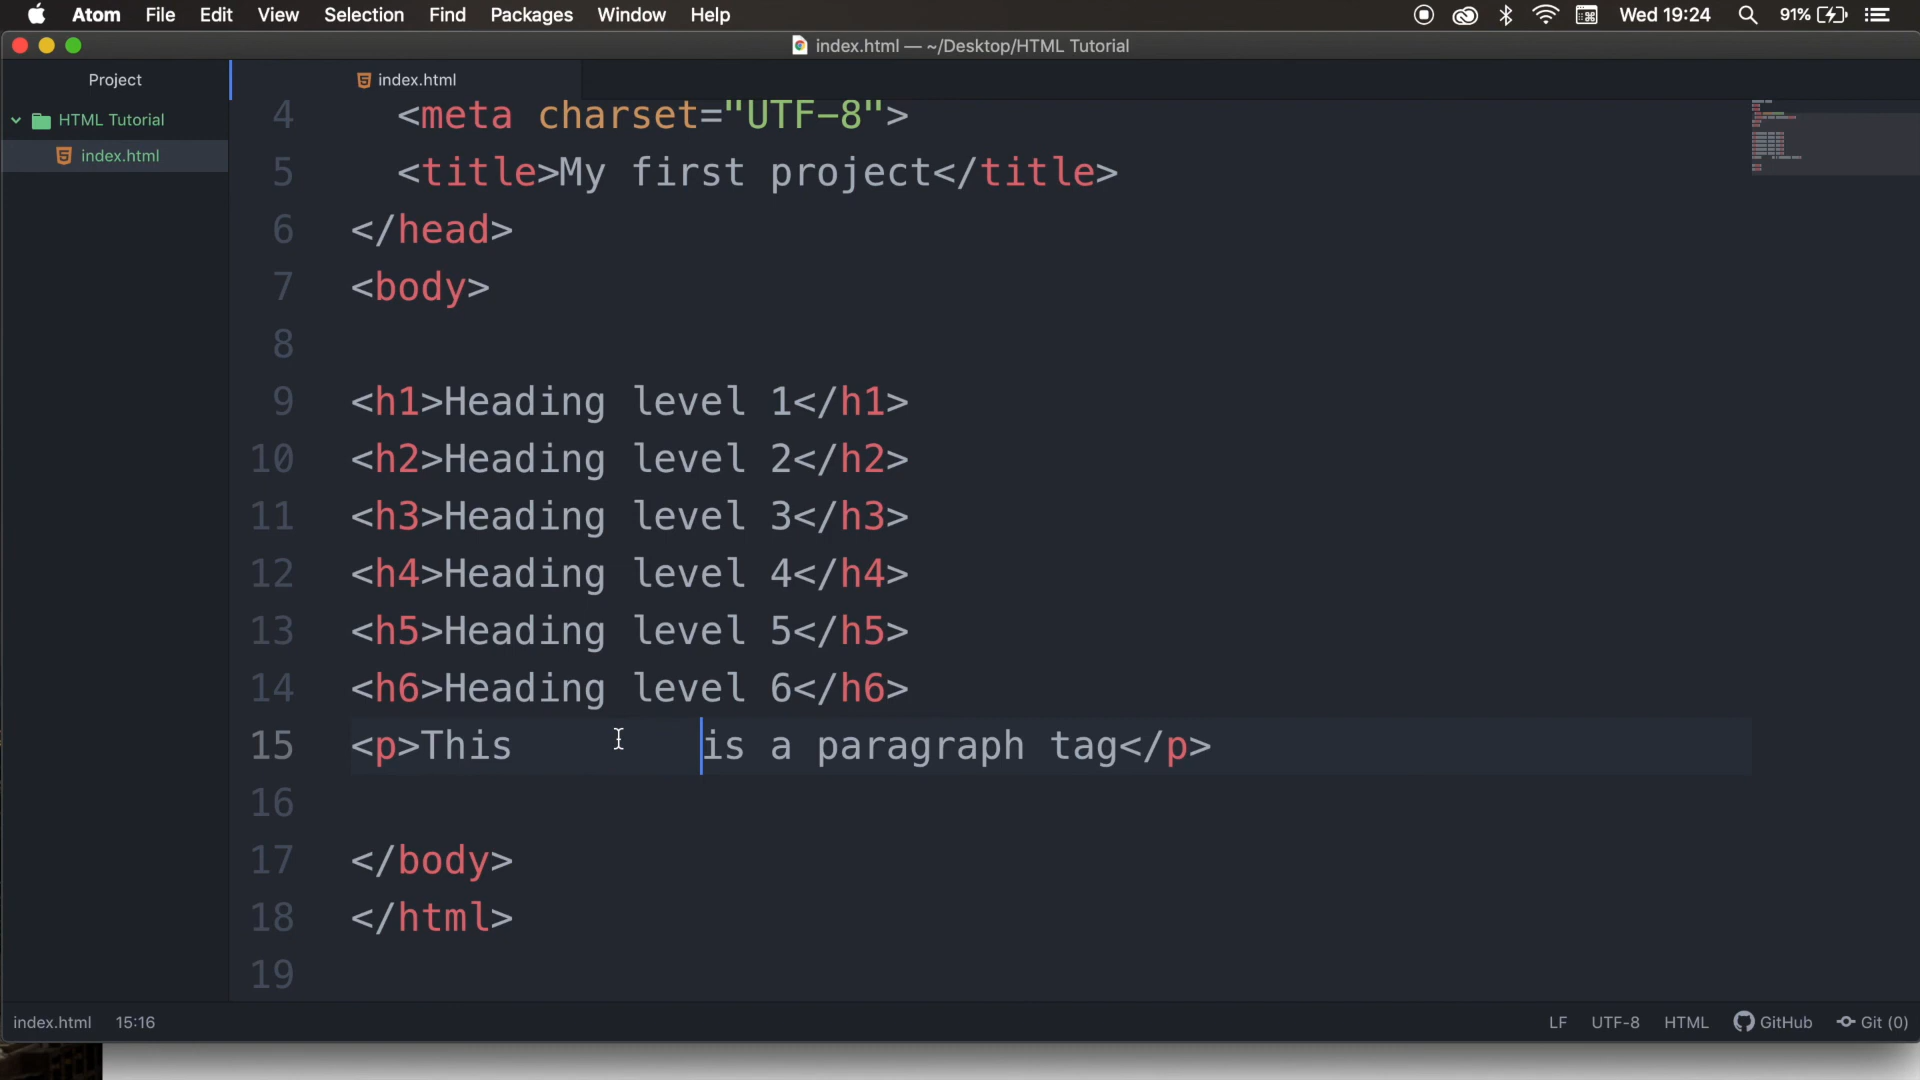 Atom File Edit View Selection Find Packages Window Help Wed 19:24 91%
index.html — ~/Desktop/HTML Tutorial
Project
index.html
HTML Tutorial
index.html
4 <meta charset="UTF-8">
5 <title>My first project</title>
6 </head>
7 <body>
8
9 <h1>Heading level 1</h1>
10 <h2>Heading level 2</h2>
11 <h3>Heading level 3</h3>
12 <h4>Heading level 4</h4>
13 <h5>Heading level 5</h5>
14 <h6>Heading level 6</h6>
15 <p>This        is a paragraph tag</p>
16
17 </body>
18 </html>
19
index.html 15:16 LF UTF-8 HTML GitHub Git (0)